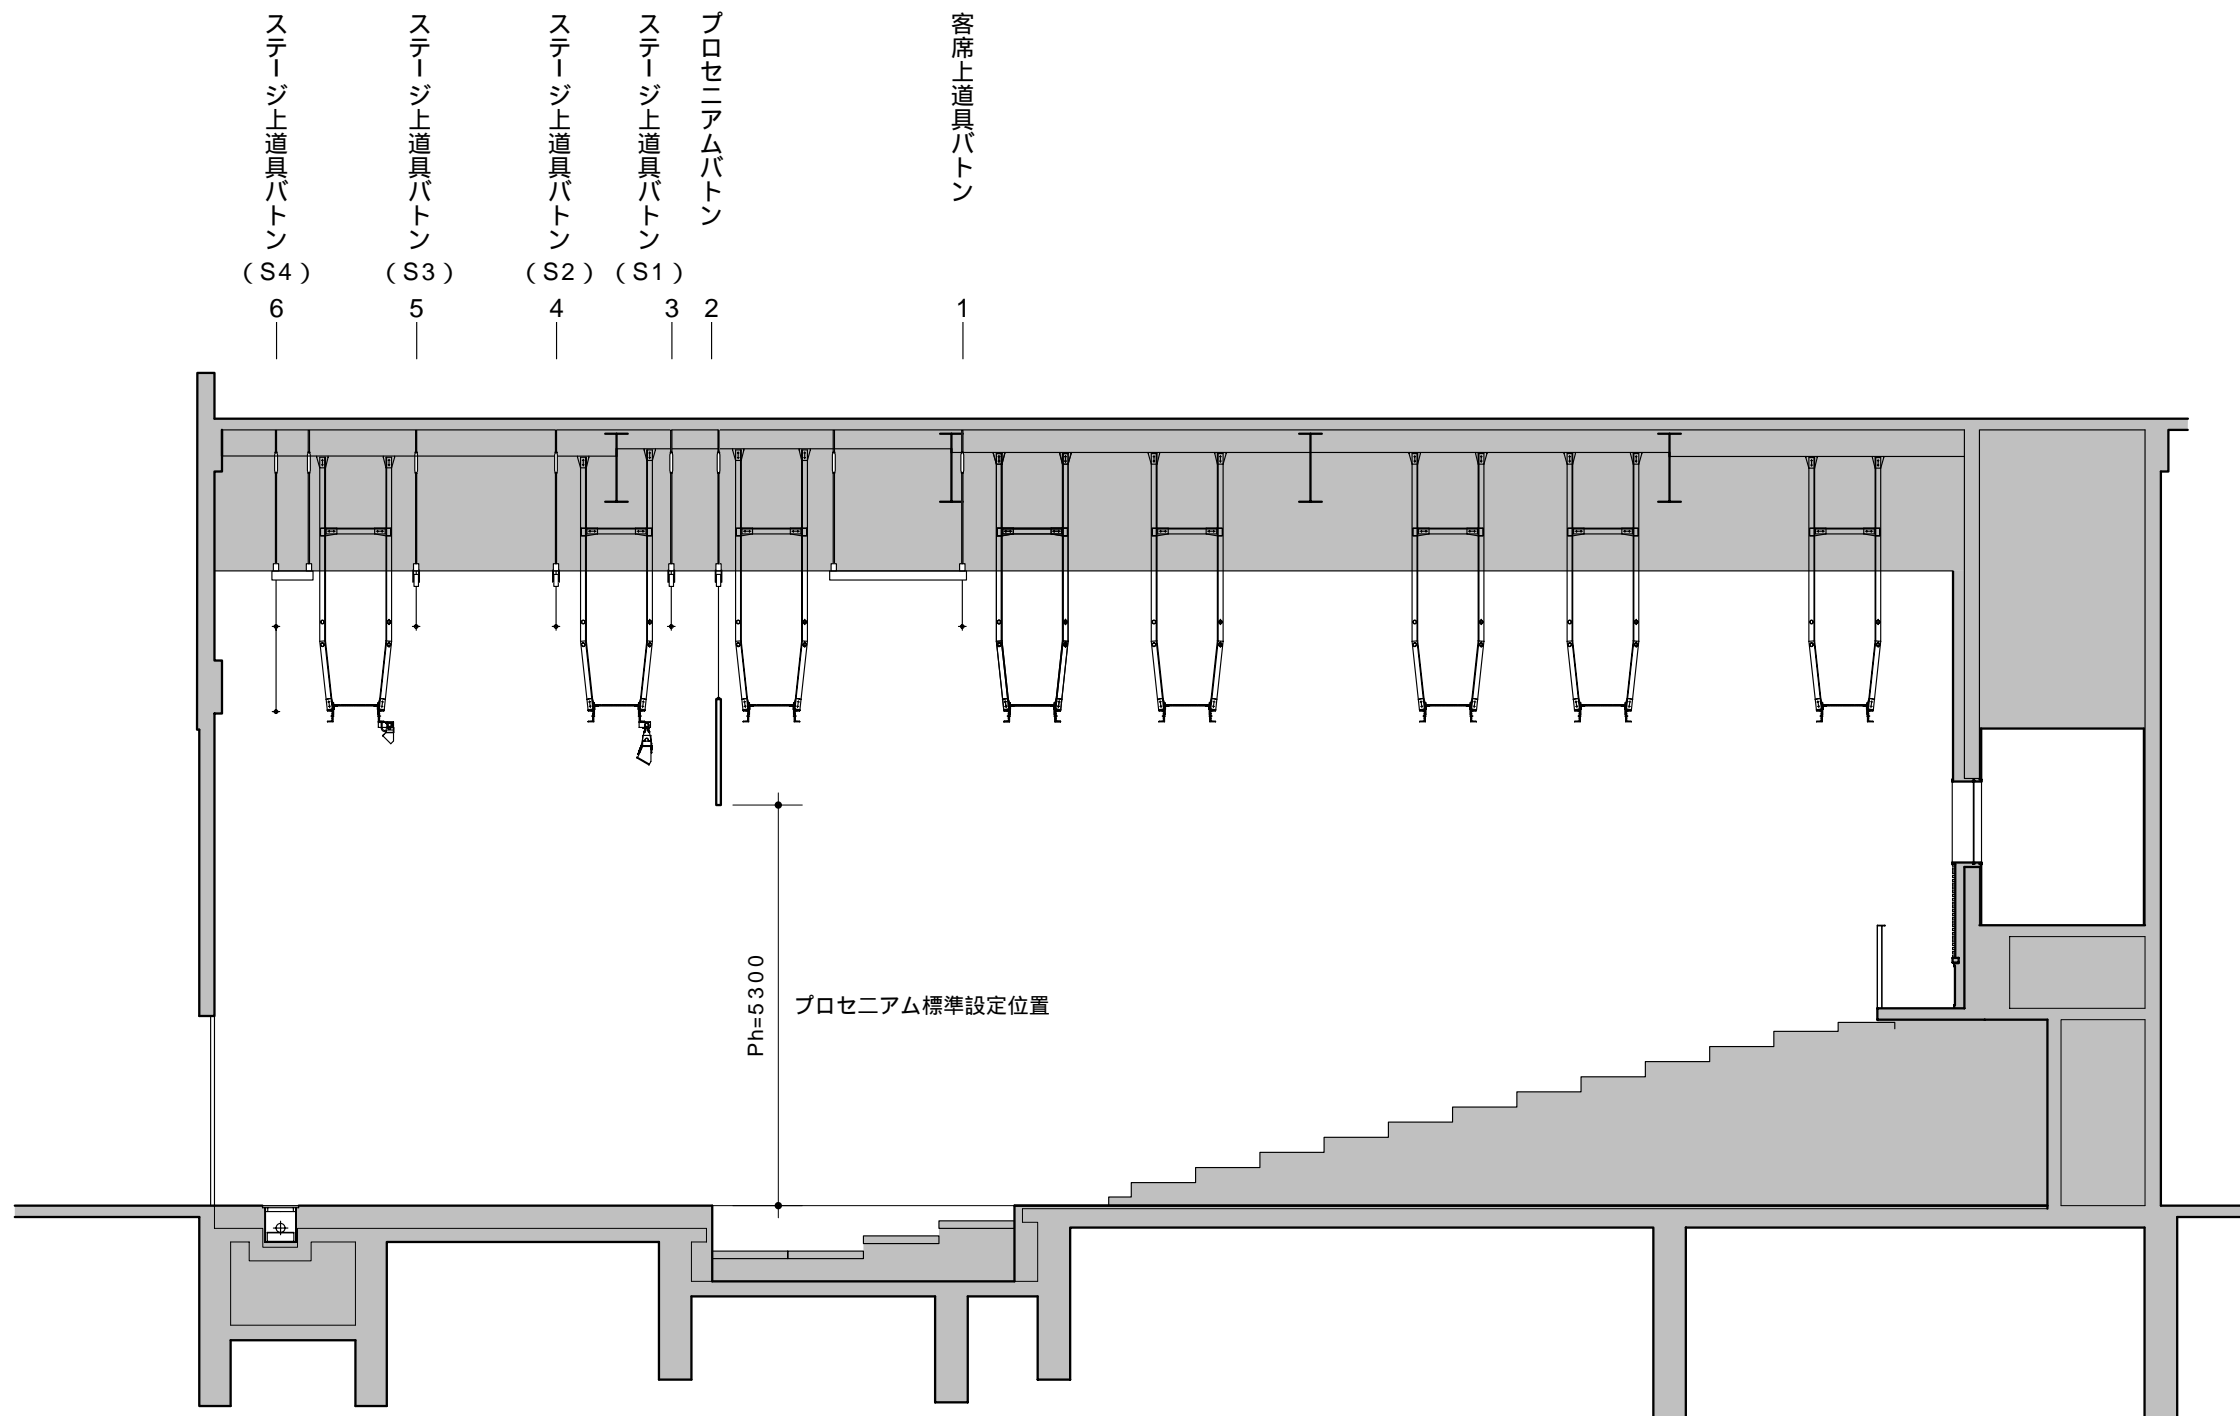 ステージ上道具バトン
（S4）
6
ステージ上道具バトン
（S3）
5
ステージ上道具バトン
（S2）
4
ステージ上道具バトン
（S1）
3
プロセニアムバトン
2
客席上道具バトン
1
Ph=5300
プロセニアム標準設定位置